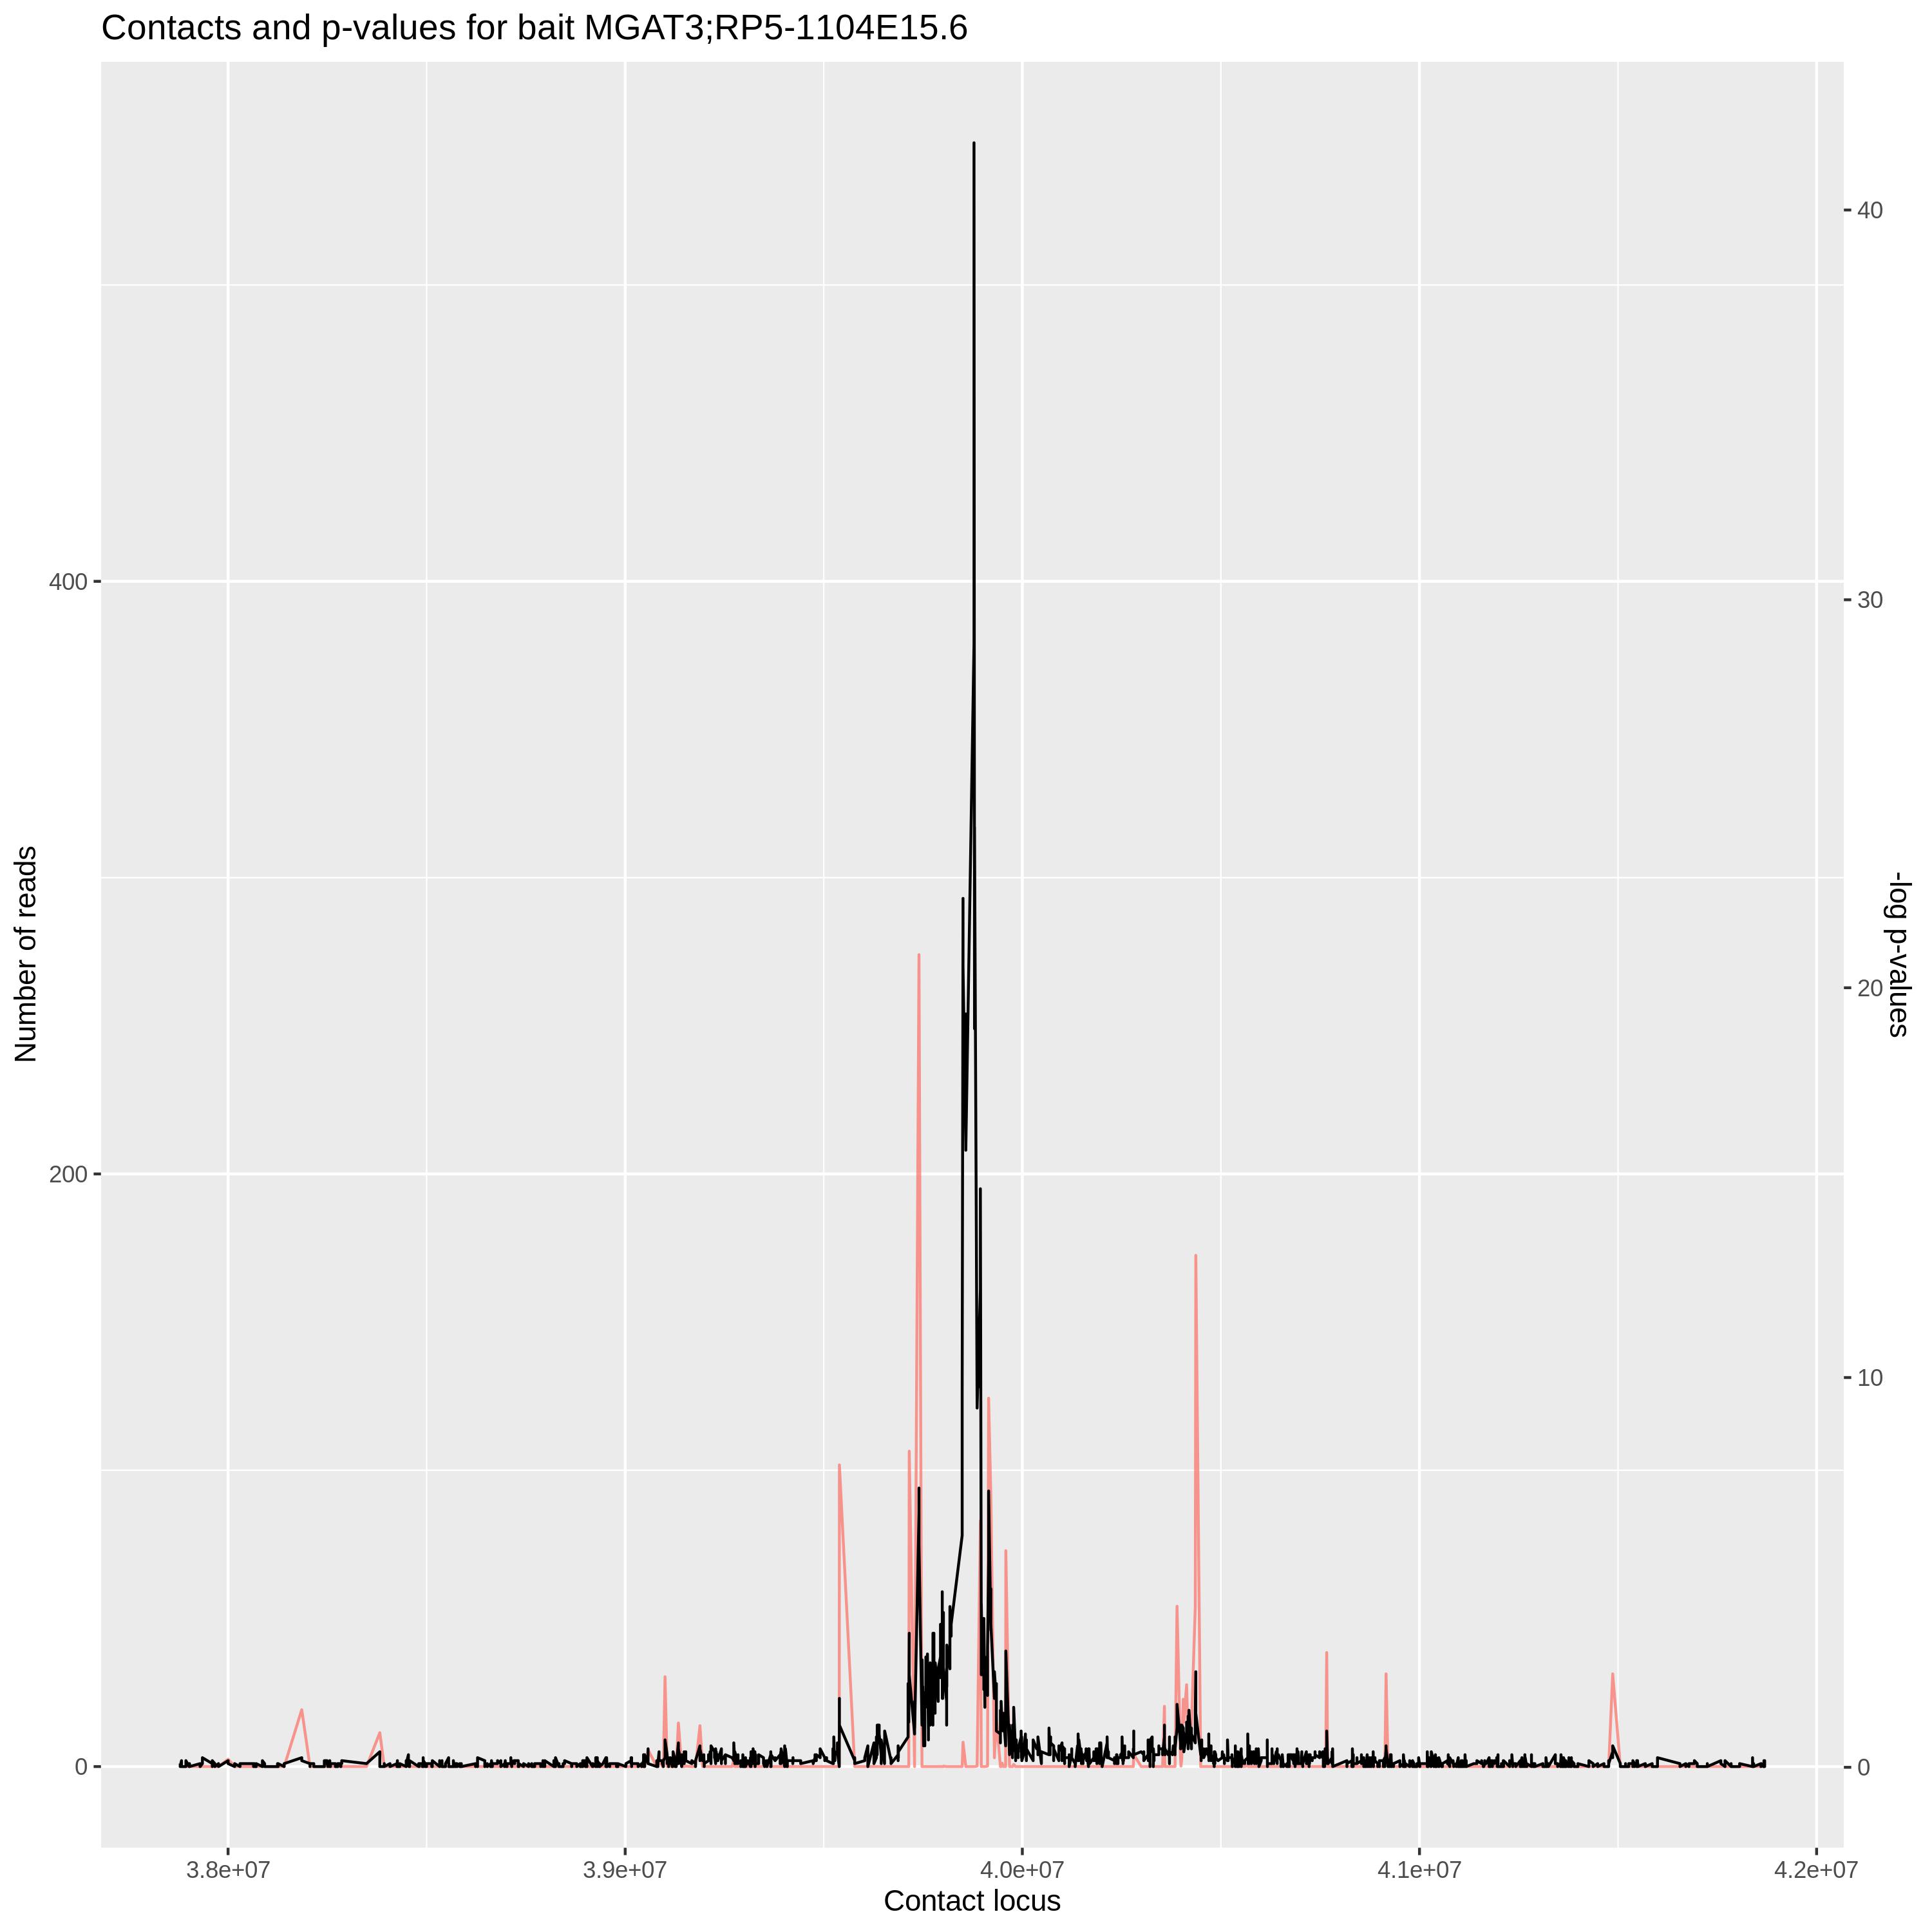 Contacts and p-values for bait MGAT3;RP5-1104E15.6
Number of reads
400
200
0
40
30
20
10
0
-log p-values
3.8e+07 3.9e+07 4.0e+07 4.1e+07 4.2e+07
Contact locus